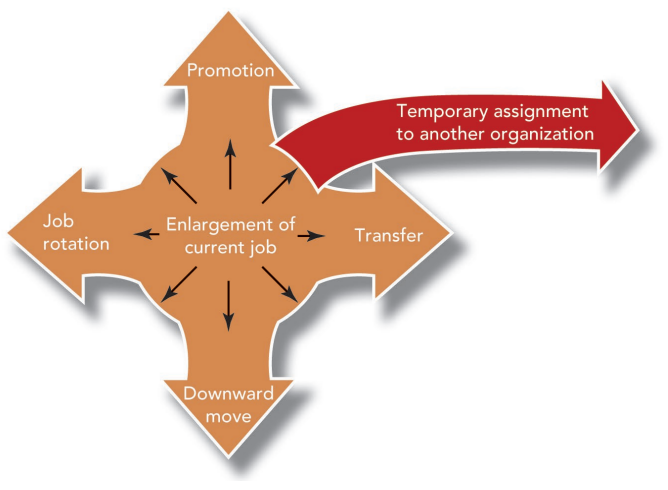 Promotion
Temporary assignment
to another organization
Job
rotation
Enlargement of
current job
Transfer
Downward
move